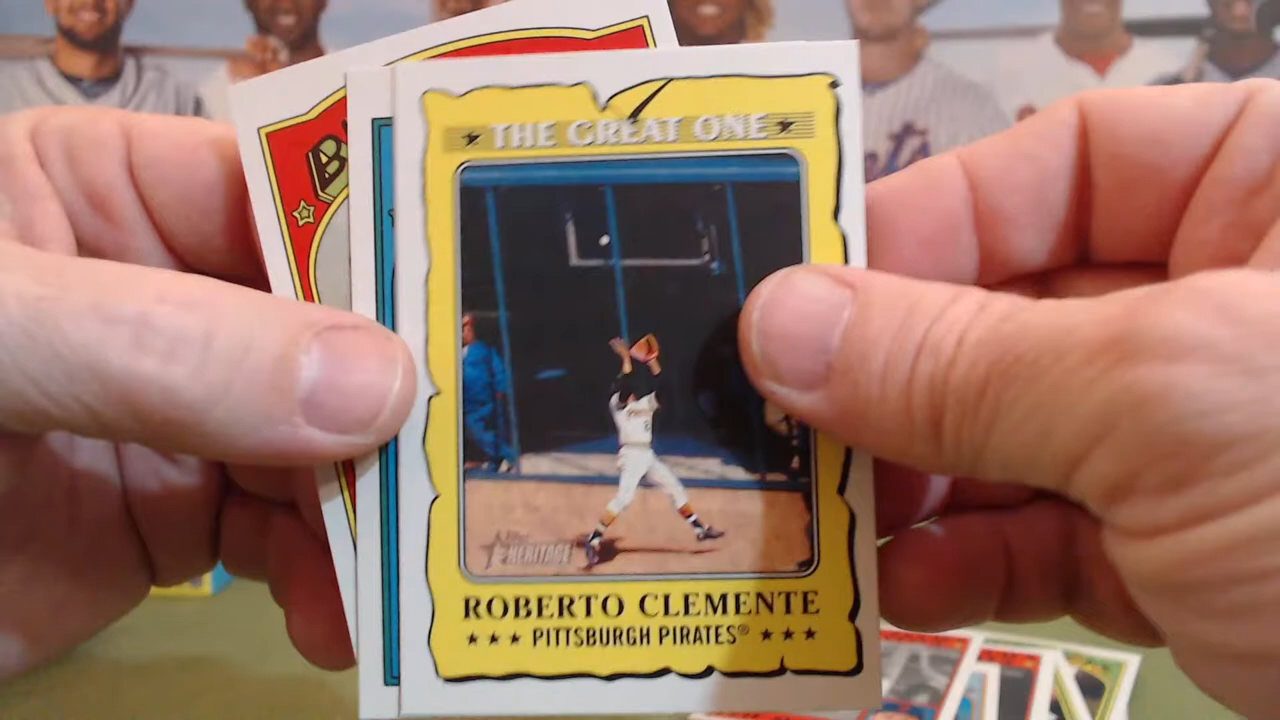 THE GREAT ONE
HERITAGE
ROBERTO CLEMENTE
★ ★ ★ PITTSBURGH PIRATES® ★ ★ ★